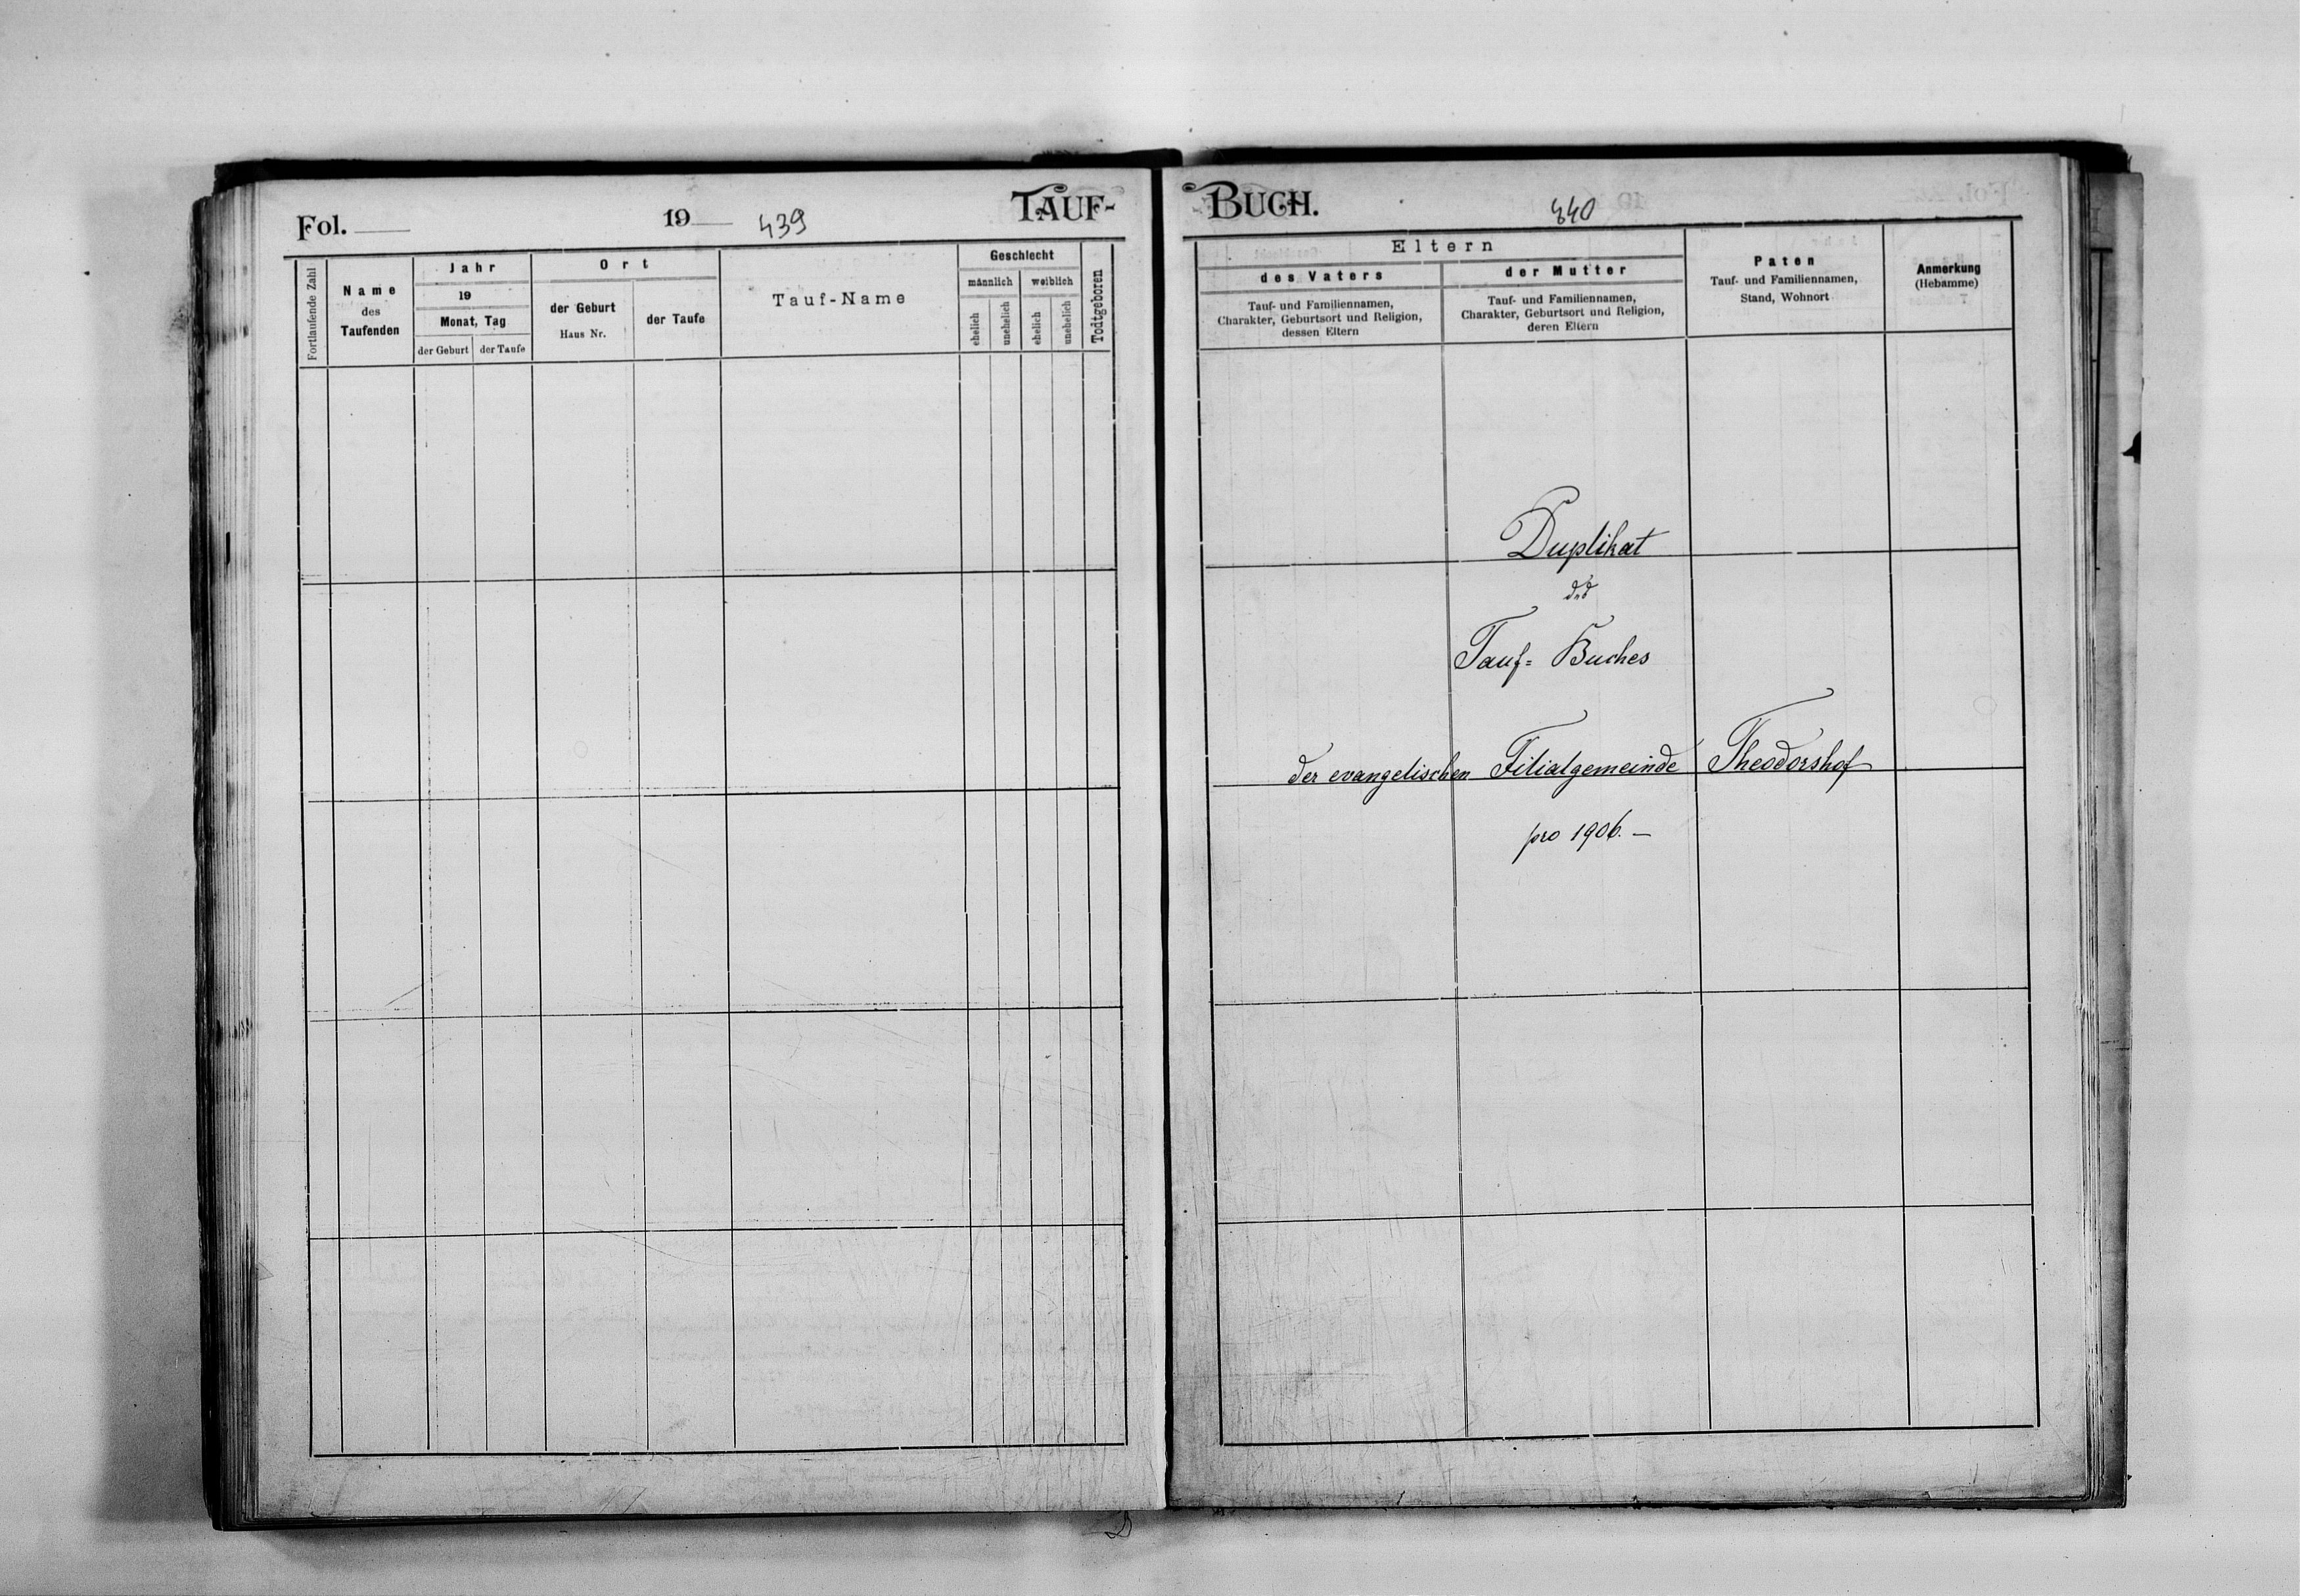 Fol. 19 439 TAUF-
Fortlaufende Zahl
Name
des
Taufenden
Jahr
19
Monat, Tag
der Geburt der Taufe
Ort
der Geburt
Haus Nr.
der Taufe
Tauf-Name
Geschlecht
männlich weiblich
ehelich unehelich ehelich unehelich
Todtgeboren
BUCH. 440
Eltern
des Vaters
Tauf- und Familiennamen,
Charakter, Geburtsort und Religion,
dessen Eltern
der Mutter
Tauf- und Familiennamen,
Charakter, Geburtsort und Religion,
deren Eltern
Paten
Tauf- und Familiennamen,
Stand, Wohnort
Anmerkung
(Hebamme)
Duplikat
des
Tauf= Buches
der evangelischen Filialgemeinde Theodorshof
pro 1906. —